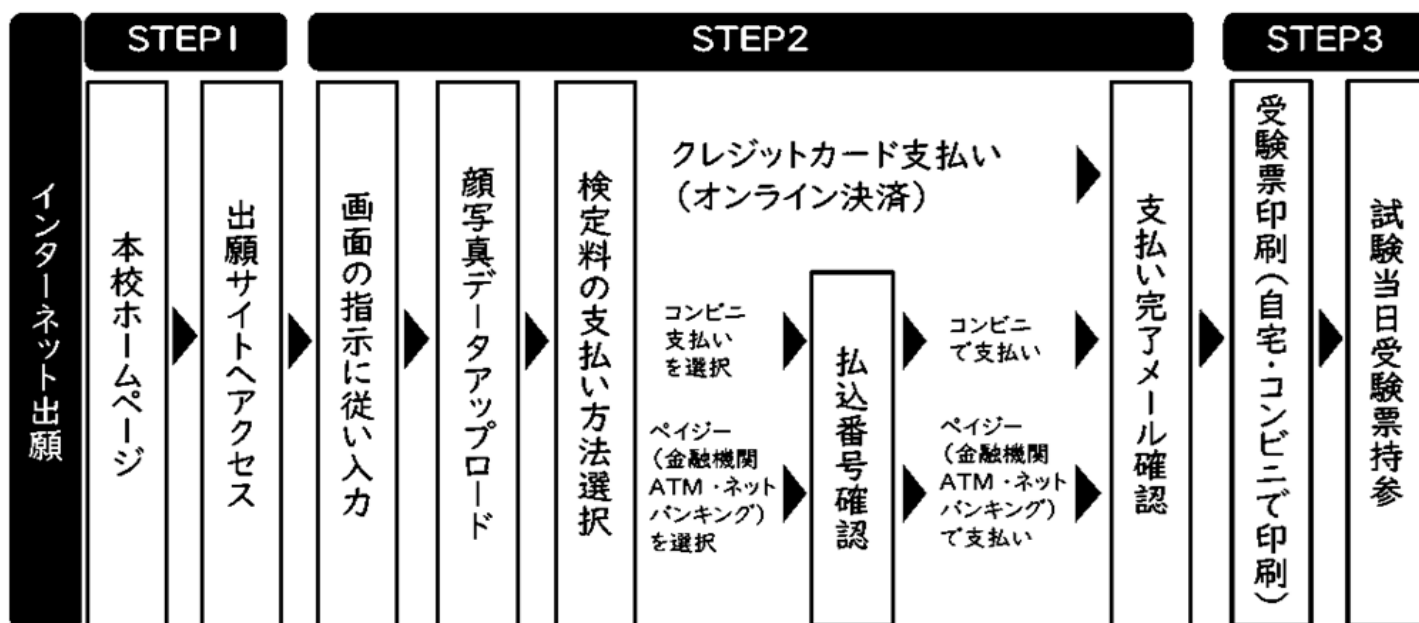 インターネット出願
STEP1
本校ホームページ
出願サイトへアクセス
STEP2
画面の指示に従い入力
顔写真データアップロード
検定料の支払い方法選択
クレジットカード支払い
(オンライン決済)
コンビニ
支払い
を選択
ペイジー
(金融機関
ATM・ネット
バンキング)
を選択
払込番号確認
コンビニ
で支払い
ペイジー
(金融機関
ATM・ネット
バンキング)
で支払い
支払い完了メール確認
STEP3
受験票印刷(自宅・コンビニで印刷)
試験当日受験票持参